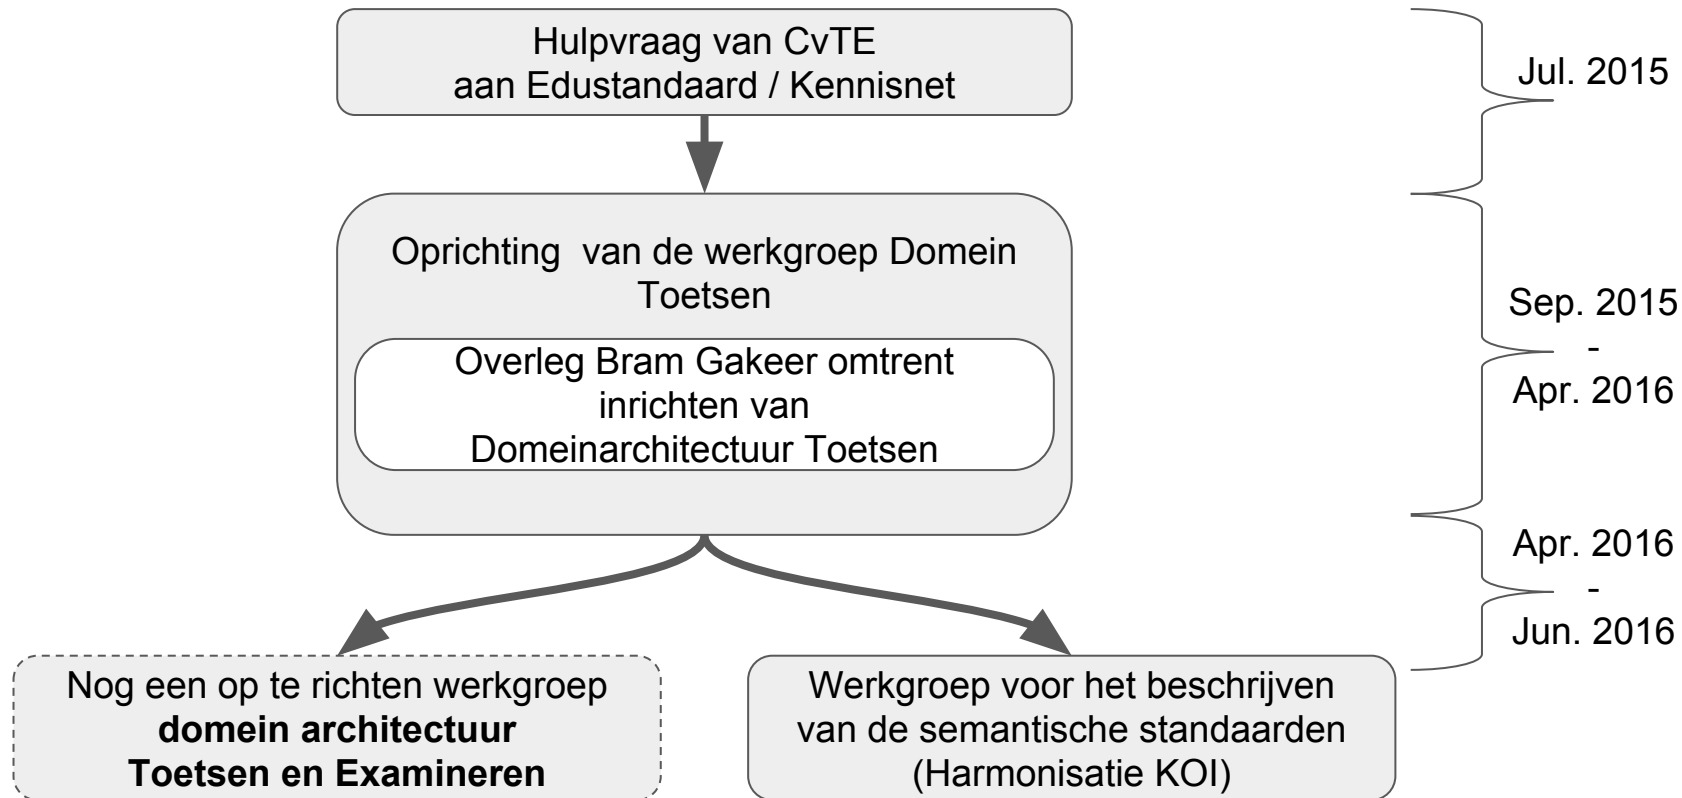 Hulpvraag van CvTE
aan Edustandaard / Kennisnet
Jul. 2015
Oprichting  van de werkgroep Domein
Toetsen
Overleg Bram Gakeer omtrent
inrichten van
Domeinarchitectuur Toetsen
Sep. 2015
-
Apr. 2016
Apr. 2016
-
Jun. 2016
Nog een op te richten werkgroep
domein architectuur
Toetsen en Examineren
Werkgroep voor het beschrijven
van de semantische standaarden
(Harmonisatie KOI)